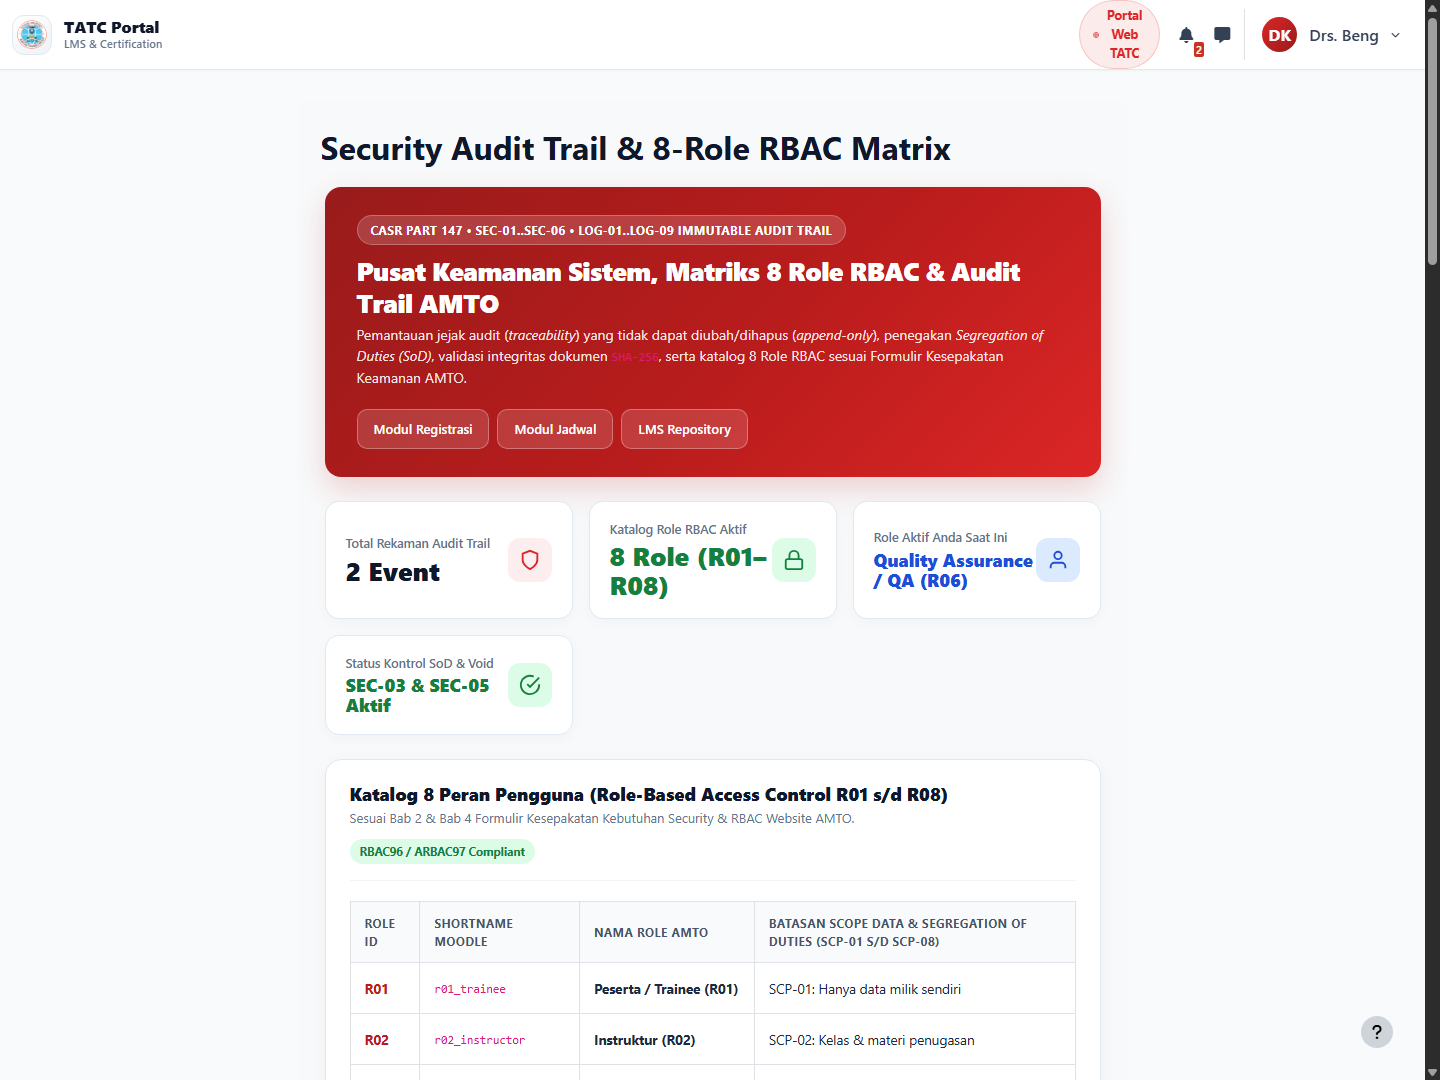 TATC Portal
LMS & Certification
Portal
Web
TATC
2
DK
Drs. Beng
Security Audit Trail & 8-Role RBAC Matrix
CASR PART 147 • SEC-01..SEC-06 • LOG-01..LOG-09 IMMUTABLE AUDIT TRAIL
Pusat Keamanan Sistem, Matriks 8 Role RBAC & Audit
Trail AMTO
Pemantauan jejak audit (traceability) yang tidak dapat diubah/dihapus (append-only), penegakan Segregation of
Duties (SoD), validasi integritas dokumen SHA-256, serta katalog 8 Role RBAC sesuai Formulir Kesepakatan
Keamanan AMTO.
Modul Registrasi
Modul Jadwal
LMS Repository
Total Rekaman Audit Trail
2 Event
Katalog Role RBAC Aktif
8 Role (R01–
R08)
Role Aktif Anda Saat Ini
Quality Assurance
/ QA (R06)
Status Kontrol SoD & Void
SEC-03 & SEC-05
Aktif
Katalog 8 Peran Pengguna (Role-Based Access Control R01 s/d R08)
Sesuai Bab 2 & Bab 4 Formulir Kesepakatan Kebutuhan Security & RBAC Website AMTO.
RBAC96 / ARBAC97 Compliant
ROLE
ID
SHORTNAME
MOODLE
NAMA ROLE AMTO
BATASAN SCOPE DATA & SEGREGATION OF
DUTIES (SCP-01 S/D SCP-08)
R01
r01_trainee
Peserta / Trainee (R01)
SCP-01: Hanya data milik sendiri
R02
r02_instructor
Instruktur (R02)
SCP-02: Kelas & materi penugasan
?